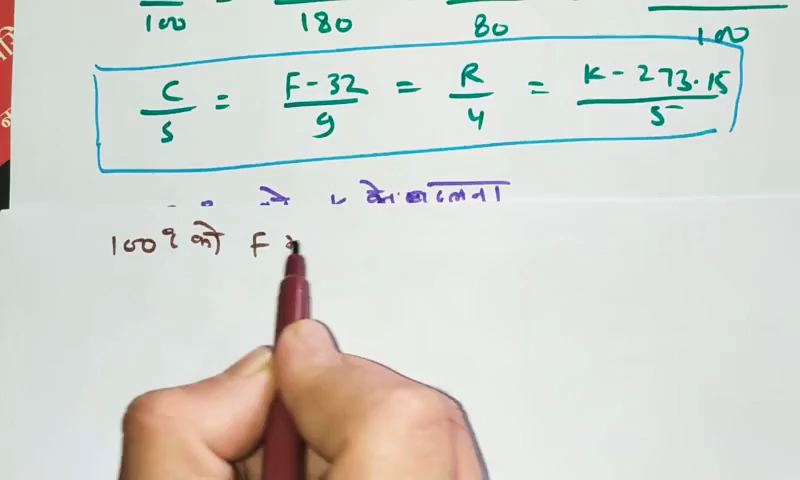 100 180 80 100
C/5 = F-32/9 = R/4 = K-273.15/5
100° को F